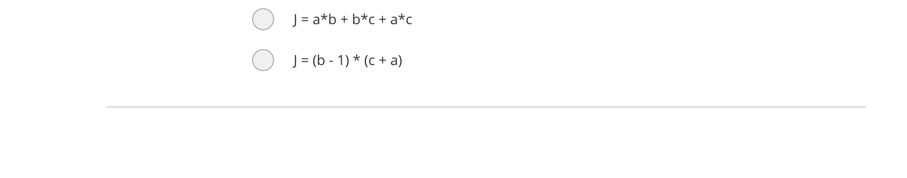 J = a*b + b*c + a*c
J = (b - 1) * (c + a)